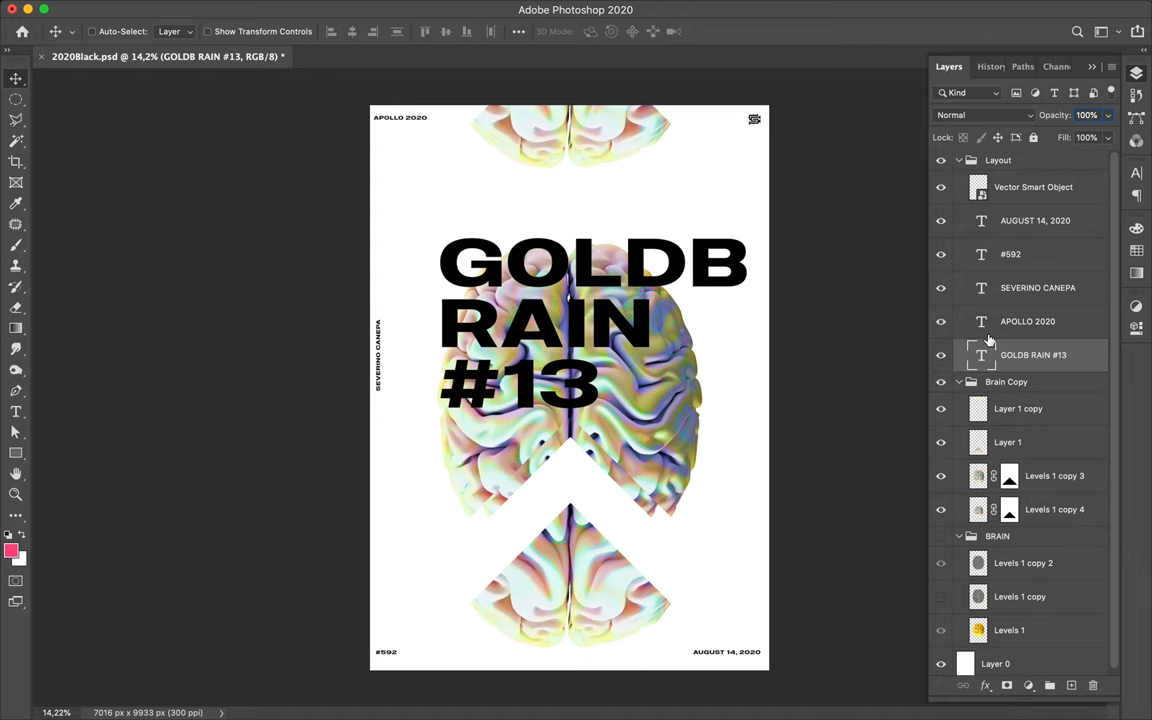 Adobe Photoshop 2020
Auto-Select:
Layer
Show Transform Controls
3D Mode:
2020Black.psd @ 14,2% (GOLDB RAIN #13, RGB/8) *
APOLLO 2020
GOLDB
RAIN
#13
SEVERINO CANEPA
#592
AUGUST 14, 2020
Layers
History
Paths
Chann
Kind
Normal
Opacity: 100%
Lock:
Fill: 100%
Layout
Vector Smart Object
T AUGUST 14, 2020
T #592
T SEVERINO CANEPA
T APOLLO 2020
T GOLDB RAIN #13
Brain Copy
Layer 1 copy
Layer 1
Levels 1 copy 3
Levels 1 copy 4
BRAIN
Levels 1 copy 2
Levels 1 copy
Levels 1
Layer 0
fx
14,22%
7016 px x 9933 px (300 ppi)